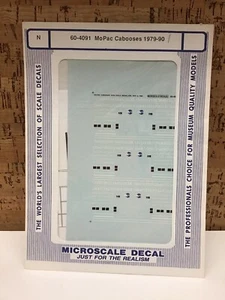 N
60-4091 MoPac Cabooses 1979-90
THE WORLD'S LARGEST SELECTION OF SCALE DECALS
THE PROFESSIONALS CHOICE FOR MUSEUM QUALITY MODELS
MICROSCALE DECAL
JUST FOR THE REALISM